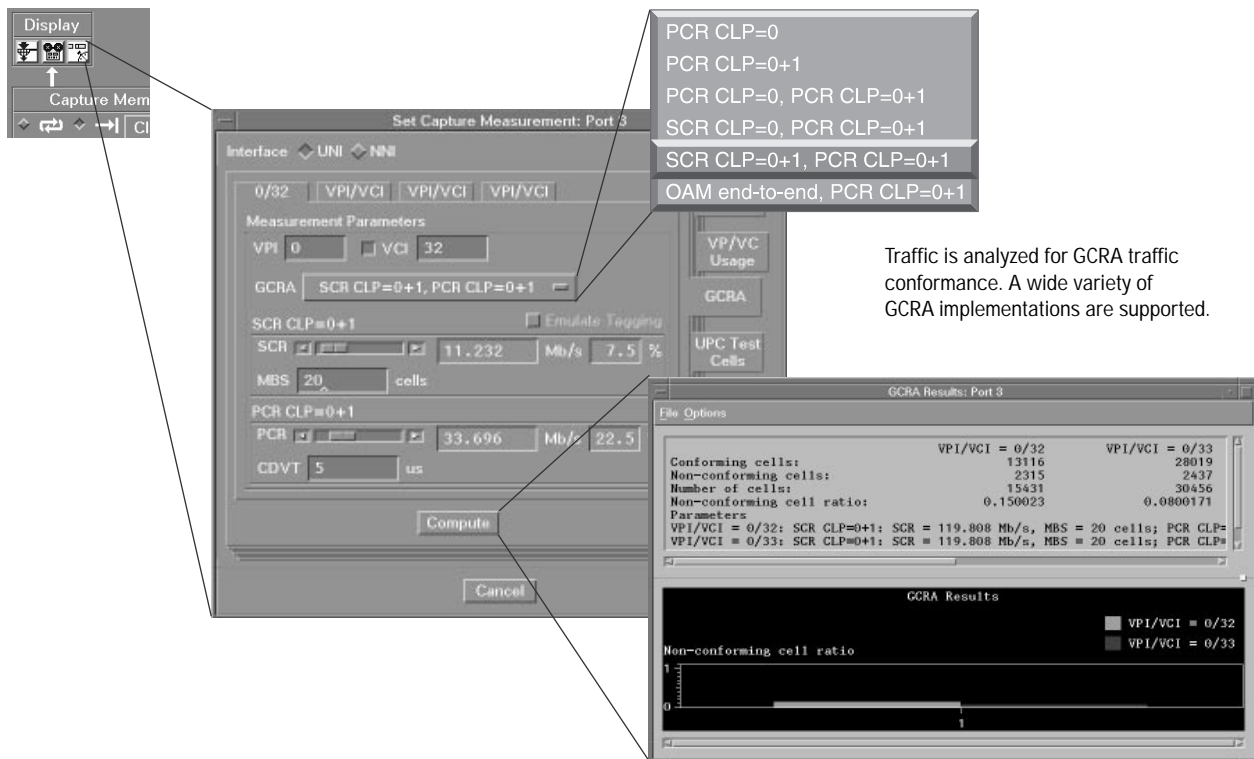 Display
Capture Mem
Cl
PCR CLP=0
PCR CLP=0+1
PCR CLP=0, PCR CLP=0+1
SCR CLP=0, PCR CLP=0+1
SCR CLP=0+1, PCR CLP=0+1
OAM end-to-end, PCR CLP=0+1
Set Capture Measurement: Port 3
Interface UNI NNI
0/32 VPI/VCI VPI/VCI VPI/VCI
Measurement Parameters
VPI 0 VCI 32
GCRA SCR CLP=0+1, PCR CLP=0+1
SCR CLP=0+1 Emulate Tagging
SCR 11.232 Mb/s 7.5 %
MBS 20 cells
PCR CLP=0+1
PCR 33.696 Mb/s 22.5
CDVT 5 us
Compute
Cancel
VP/VC
Usage
GCRA
UPC Test
Cells
Traffic is analyzed for GCRA traffic
conformance. A wide variety of
GCRA implementations are supported.
GCRA Results: Port 3
File Options
VPI/VCI = 0/32 VPI/VCI = 0/33
Conforming cells: 13116 28019
Non-conforming cells: 2315 2437
Number of cells: 15431 30456
Non-conforming cell ratio: 0.150023 0.0800171
Parameters
VPI/VCI = 0/32: SCR CLP=0+1: SCR = 119.808 Mb/s, MBS = 20 cells; PCR CLP=
VPI/VCI = 0/33: SCR CLP=0+1: SCR = 119.808 Mb/s, MBS = 20 cells; PCR CLP=
GCRA Results
VPI/VCI = 0/32
VPI/VCI = 0/33
Non-conforming cell ratio
1
0
1